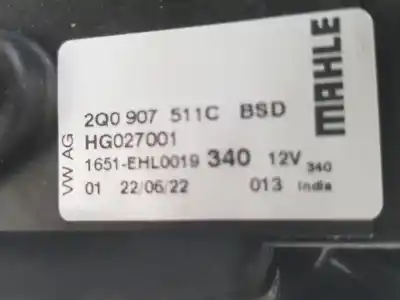 2Q0 907 511C BSD
HG027001
1651-EHL0019 340 12V 340
01 22/06/22 013 India
VW AG
MAHLE